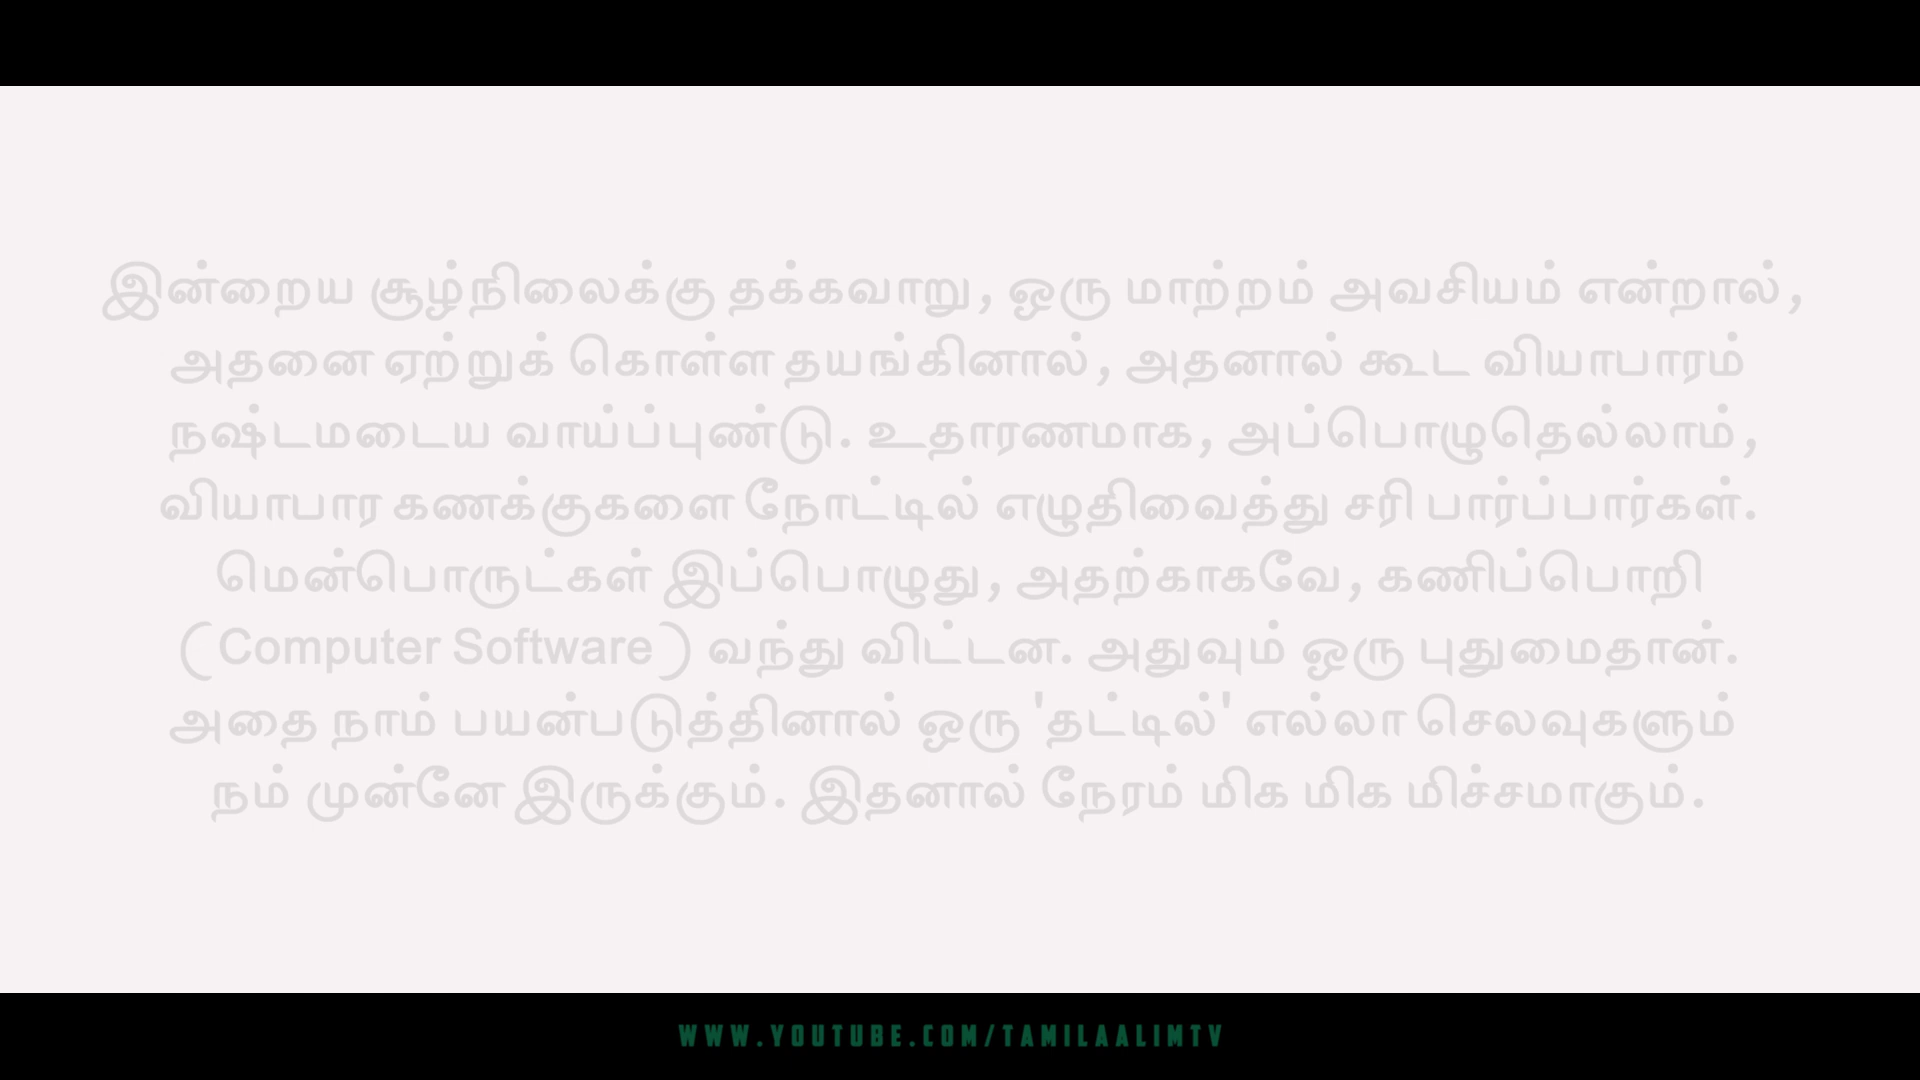 இன்றைய சூழ்நிலைக்கு தக்கவாறு, ஒரு மாற்றம் அவசியம் என்றால்,
அதனை ஏற்றுக் கொள்ள தயங்கினால், அதனால் கூட வியாபாரம்
நஷ்டமடைய வாய்ப்புண்டு. உதாரணமாக, அப்பொழுதெல்லாம்,
வியாபார கணக்குகளை நோட்டில் எழுதிவைத்து சரி பார்ப்பார்கள்.
மென்பொருட்கள் இப்பொழுது, அதற்காகவே, கணிப்பொறி
(Computer Software) வந்து விட்டன. அதுவும் ஒரு புதுமைதான்.
அதை நாம் பயன்படுத்தினால் ஒரு 'தட்டில்' எல்லா செலவுகளும்
நம் முன்னே இருக்கும். இதனால் நேரம் மிக மிக மிச்சமாகும்.
WWW.YOUTUBE.COM/TAMILAALIMTV